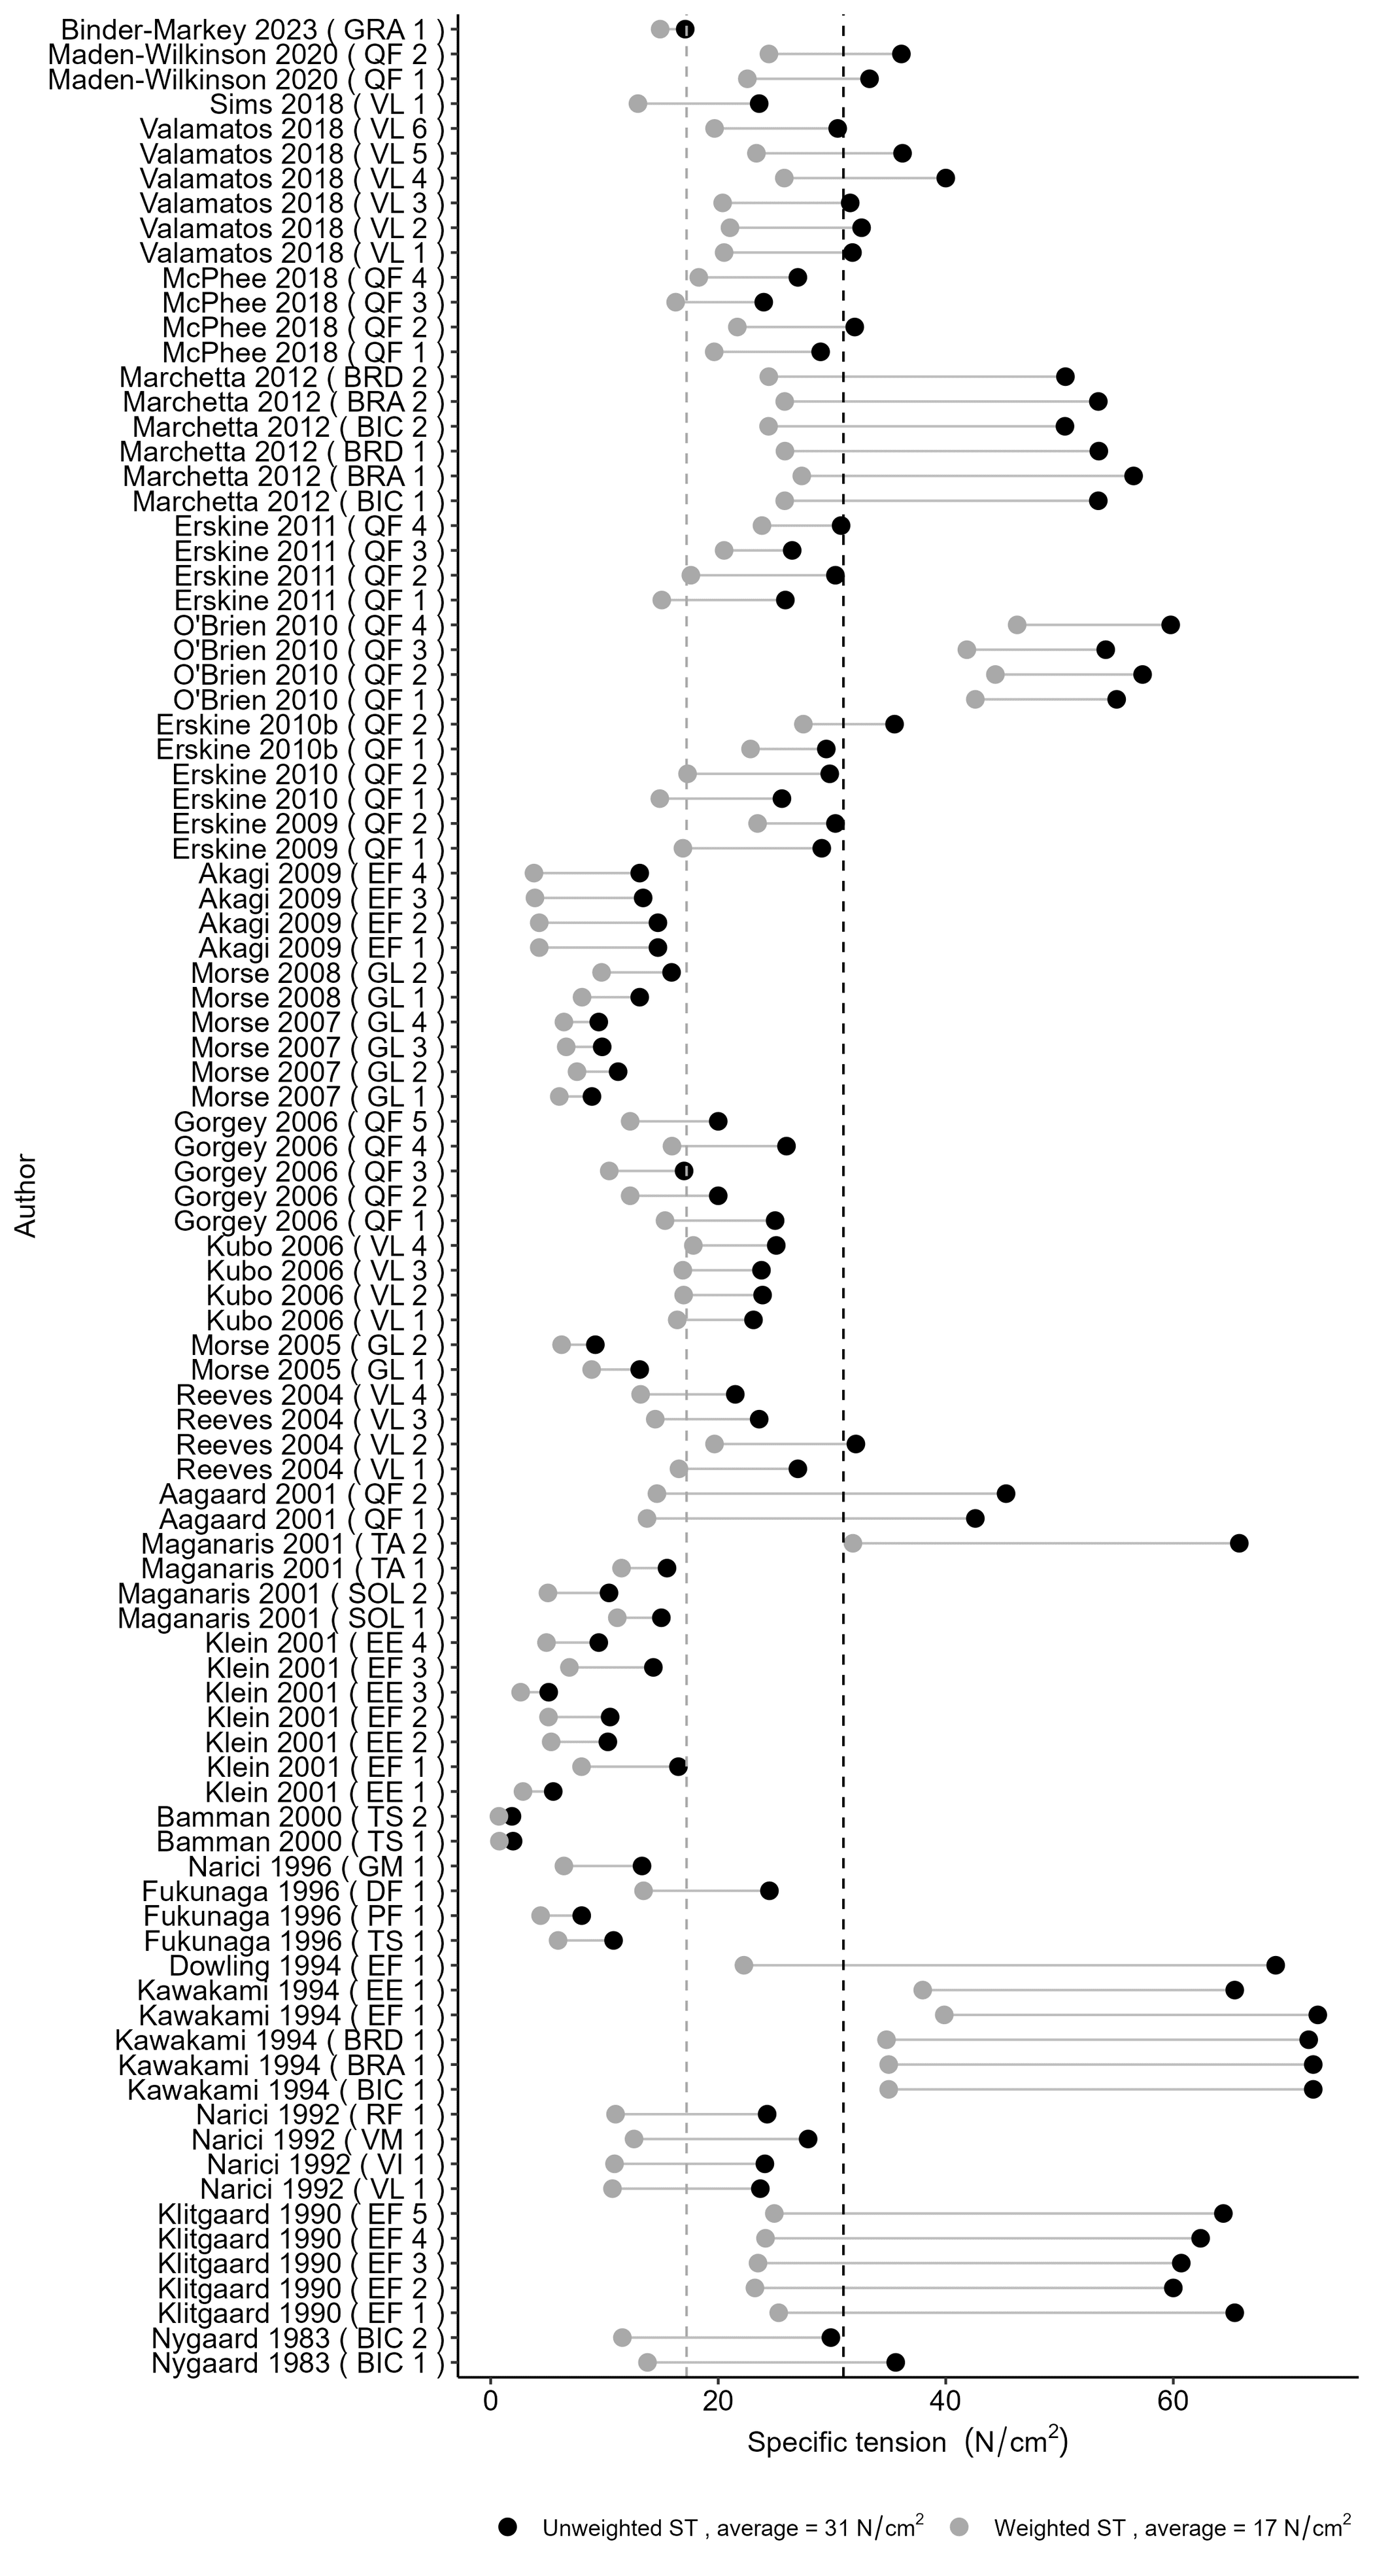 Binder-Markey 2023 ( GRA 1 )
Maden-Wilkinson 2020 ( QF 2 )
Maden-Wilkinson 2020 ( QF 1 )
Sims 2018 ( VL 1 )
Valamatos 2018 ( VL 6 )
Valamatos 2018 ( VL 5 )
Valamatos 2018 ( VL 4 )
Valamatos 2018 ( VL 3 )
Valamatos 2018 ( VL 2 )
Valamatos 2018 ( VL 1 )
McPhee 2018 ( QF 4 )
McPhee 2018 ( QF 3 )
McPhee 2018 ( QF 2 )
McPhee 2018 ( QF 1 )
Marchetta 2012 ( BRD 2 )
Marchetta 2012 ( BRA 2 )
Marchetta 2012 ( BIC 2 )
Marchetta 2012 ( BRD 1 )
Marchetta 2012 ( BRA 1 )
Marchetta 2012 ( BIC 1 )
Erskine 2011 ( QF 4 )
Erskine 2011 ( QF 3 )
Erskine 2011 ( QF 2 )
Erskine 2011 ( QF 1 )
O'Brien 2010 ( QF 4 )
O'Brien 2010 ( QF 3 )
O'Brien 2010 ( QF 2 )
O'Brien 2010 ( QF 1 )
Erskine 2010b ( QF 2 )
Erskine 2010b ( QF 1 )
Erskine 2010 ( QF 2 )
Erskine 2010 ( QF 1 )
Erskine 2009 ( QF 2 )
Erskine 2009 ( QF 1 )
Akagi 2009 ( EF 4 )
Akagi 2009 ( EF 3 )
Akagi 2009 ( EF 2 )
Akagi 2009 ( EF 1 )
Morse 2008 ( GL 2 )
Morse 2008 ( GL 1 )
Morse 2007 ( GL 4 )
Morse 2007 ( GL 3 )
Morse 2007 ( GL 2 )
Morse 2007 ( GL 1 )
Gorgey 2006 ( QF 5 )
Gorgey 2006 ( QF 4 )
Gorgey 2006 ( QF 3 )
Gorgey 2006 ( QF 2 )
Gorgey 2006 ( QF 1 )
Kubo 2006 ( VL 4 )
Kubo 2006 ( VL 3 )
Kubo 2006 ( VL 2 )
Kubo 2006 ( VL 1 )
Morse 2005 ( GL 2 )
Morse 2005 ( GL 1 )
Reeves 2004 ( VL 4 )
Reeves 2004 ( VL 3 )
Reeves 2004 ( VL 2 )
Reeves 2004 ( VL 1 )
Aagaard 2001 ( QF 2 )
Aagaard 2001 ( QF 1 )
Maganaris 2001 ( TA 2 )
Maganaris 2001 ( TA 1 )
Maganaris 2001 ( SOL 2 )
Maganaris 2001 ( SOL 1 )
Klein 2001 ( EE 4 )
Klein 2001 ( EF 3 )
Klein 2001 ( EE 3 )
Klein 2001 ( EF 2 )
Klein 2001 ( EE 2 )
Klein 2001 ( EF 1 )
Klein 2001 ( EE 1 )
Bamman 2000 ( TS 2 )
Bamman 2000 ( TS 1 )
Narici 1996 ( GM 1 )
Fukunaga 1996 ( DF 1 )
Fukunaga 1996 ( PF 1 )
Fukunaga 1996 ( TS 1 )
Dowling 1994 ( EF 1 )
Kawakami 1994 ( EE 1 )
Kawakami 1994 ( EF 1 )
Kawakami 1994 ( BRD 1 )
Kawakami 1994 ( BRA 1 )
Kawakami 1994 ( BIC 1 )
Narici 1992 ( RF 1 )
Narici 1992 ( VM 1 )
Narici 1992 ( VI 1 )
Narici 1992 ( VL 1 )
Klitgaard 1990 ( EF 5 )
Klitgaard 1990 ( EF 4 )
Klitgaard 1990 ( EF 3 )
Klitgaard 1990 ( EF 2 )
Klitgaard 1990 ( EF 1 )
Nygaard 1983 ( BIC 2 )
Nygaard 1983 ( BIC 1 )
Author
0 20 40 60
Specific tension (N/cm²)
Unweighted ST , average = 31 N/cm² Weighted ST , average = 17 N/cm²